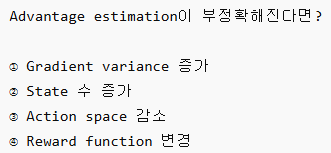 Advantage estimation이 부정확해진다면?
① Gradient variance 증가
② State 수 증가
③ Action space 감소
④ Reward function 변경